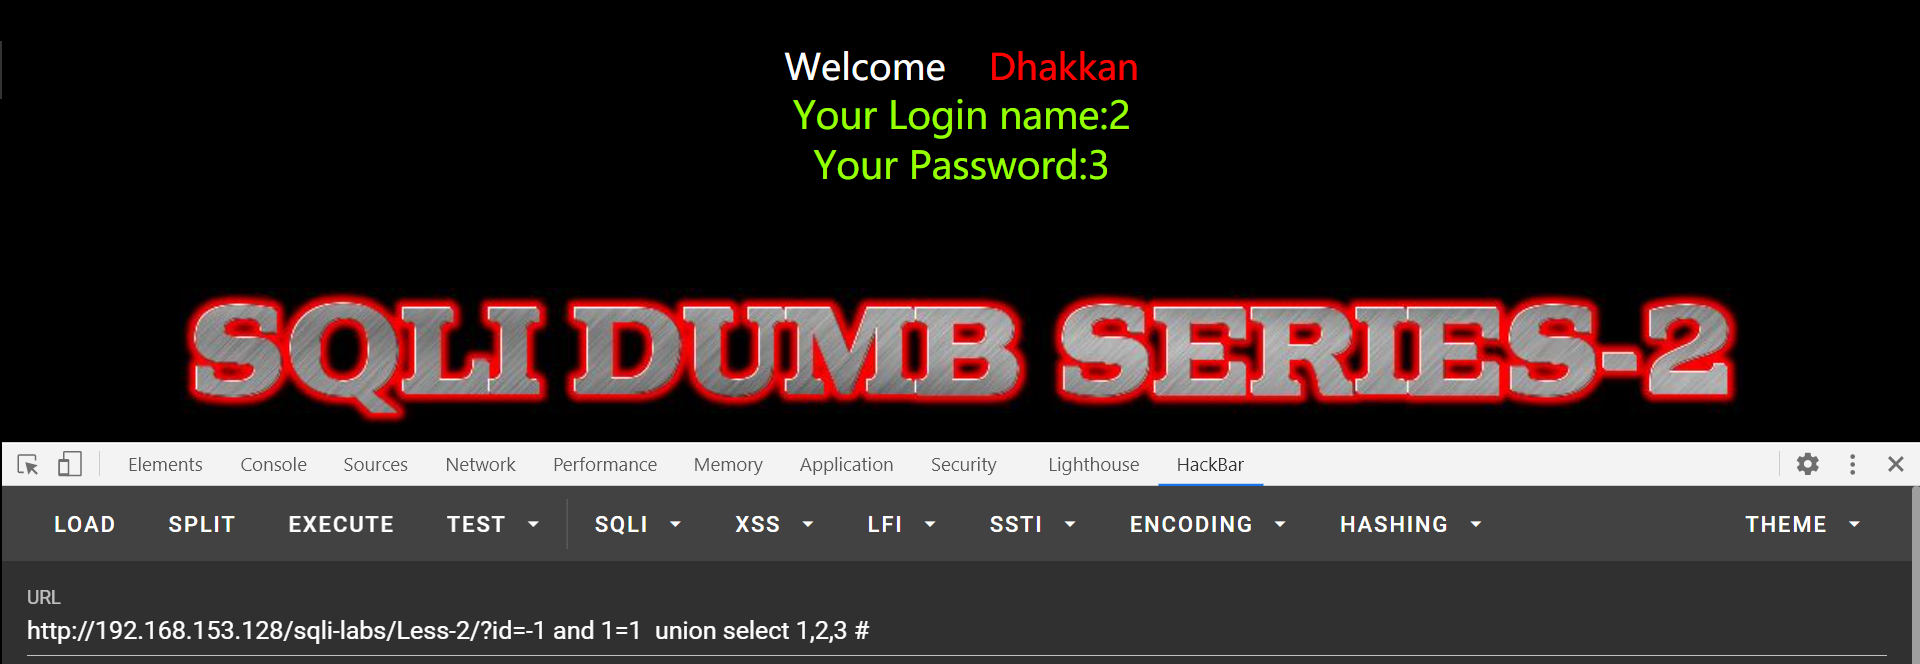 Welcome Dhakkan
Your Login name:2
Your Password:3
SQLI DUMB SERIES-2
Elements Console Sources Network Performance Memory Application Security Lighthouse HackBar
LOAD SPLIT EXECUTE TEST SQLI XSS LFI SSTI ENCODING HASHING THEME
URL
http://192.168.153.128/sqli-labs/Less-2/?id=-1 and 1=1  union select 1,2,3 #